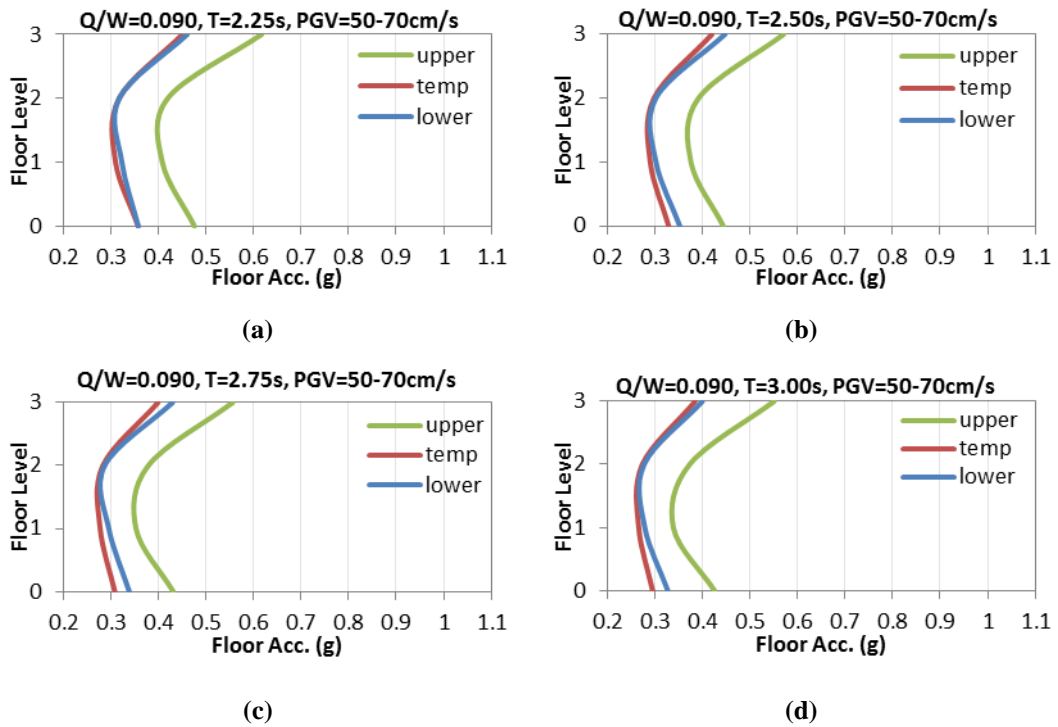 Q/W=0.090, T=2.25s, PGV=50-70cm/s
3
2
1
0
Floor Level
upper
temp
lower
0.2 0.3 0.4 0.5 0.6 0.7 0.8 0.9 1 1.1
Floor Acc. (g)
(a)
Q/W=0.090, T=2.50s, PGV=50-70cm/s
3
2
1
0
Floor Level
upper
temp
lower
0.2 0.3 0.4 0.5 0.6 0.7 0.8 0.9 1 1.1
Floor Acc. (g)
(b)
Q/W=0.090, T=2.75s, PGV=50-70cm/s
3
2
1
0
Floor Level
upper
temp
lower
0.2 0.3 0.4 0.5 0.6 0.7 0.8 0.9 1 1.1
Floor Acc. (g)
(c)
Q/W=0.090, T=3.00s, PGV=50-70cm/s
3
2
1
0
Floor Level
upper
temp
lower
0.2 0.3 0.4 0.5 0.6 0.7 0.8 0.9 1 1.1
Floor Acc. (g)
(d)